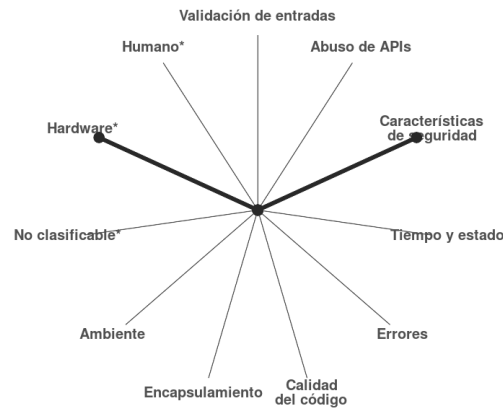 Validación de entradas
Humano*
Abuso de APIs
Hardware*
Características
de seguridad
No clasificable*
Tiempo y estado
Ambiente
Errores
Encapsulamiento
Calidad
del código